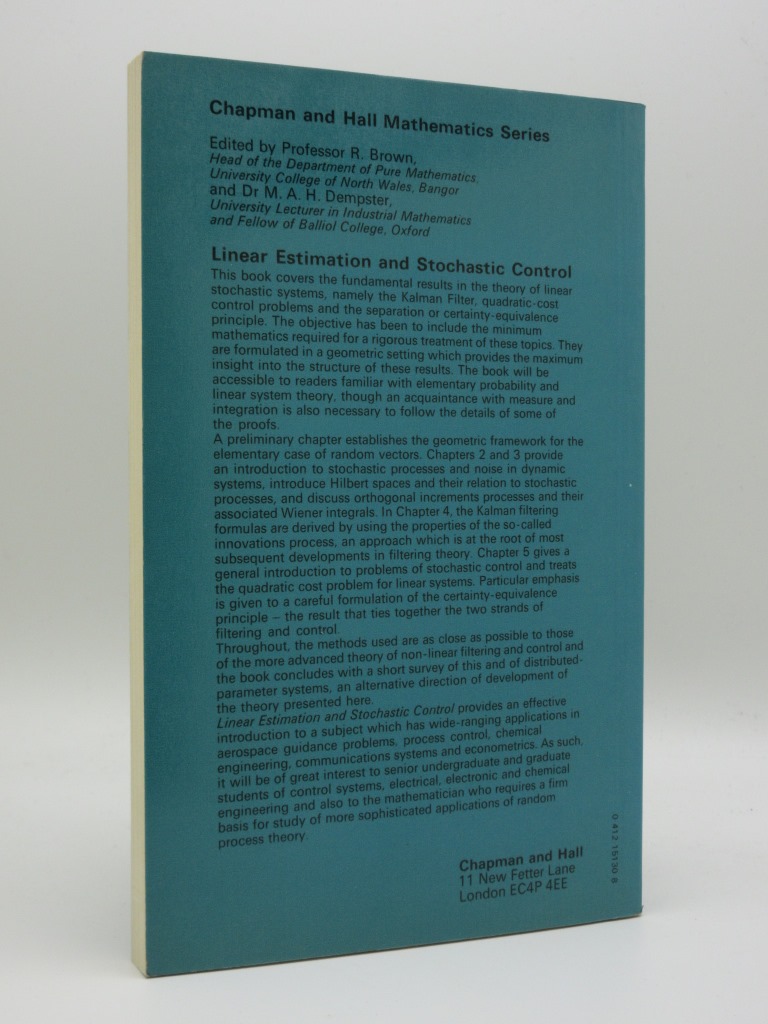 Chapman and Hall Mathematics Series
Edited by Professor R. Brown,
Head of the Department of Pure Mathematics,
University College of North Wales, Bangor
and Dr M. A. H. Dempster,
University Lecturer in Industrial Mathematics
and Fellow of Balliol College, Oxford
Linear Estimation and Stochastic Control
This book covers the fundamental results in the theory of linear
stochastic systems, namely the Kalman Filter, quadratic-cost
control problems and the separation or certainty-equivalence
principle. The objective has been to include the minimum
mathematics required for a rigorous treatment of these topics. They
are formulated in a geometric setting which provides the maximum
insight into the structure of these results. The book will be
accessible to readers familiar with elementary probability and
linear system theory, though an acquaintance with measure and
integration is also necessary to follow the details of some of
the proofs.
A preliminary chapter establishes the geometric framework for the
elementary case of random vectors. Chapters 2 and 3 provide
an introduction to stochastic processes and noise in dynamic
systems, introduce Hilbert spaces and their relation to stochastic
processes, and discuss orthogonal increments processes and their
associated Wiener integrals. In Chapter 4, the Kalman filtering
formulas are derived by using the properties of the so-called
innovations process, an approach which is at the root of most
subsequent developments in filtering theory. Chapter 5 gives a
general introduction to problems of stochastic control and treats
the quadratic cost problem for linear systems. Particular emphasis
is given to a careful formulation of the certainty-equivalence
principle – the result that ties together the two strands of
filtering and control.
Throughout, the methods used are as close as possible to those
of the more advanced theory of non-linear filtering and control and
the book concludes with a short survey of this and of distributed-
parameter systems, an alternative direction of development of
the theory presented here.
Linear Estimation and Stochastic Control provides an effective
introduction to a subject which has wide-ranging applications in
aerospace guidance problems, process control, chemical
engineering, communications systems and econometrics. As such,
it will be of great interest to senior undergraduate and graduate
students of control systems, electrical, electronic and chemical
engineering and also to the mathematician who requires a firm
basis for study of more sophisticated applications of random
process theory.
Chapman and Hall
11 New Fetter Lane
London EC4P 4EE
0 412 15130 8